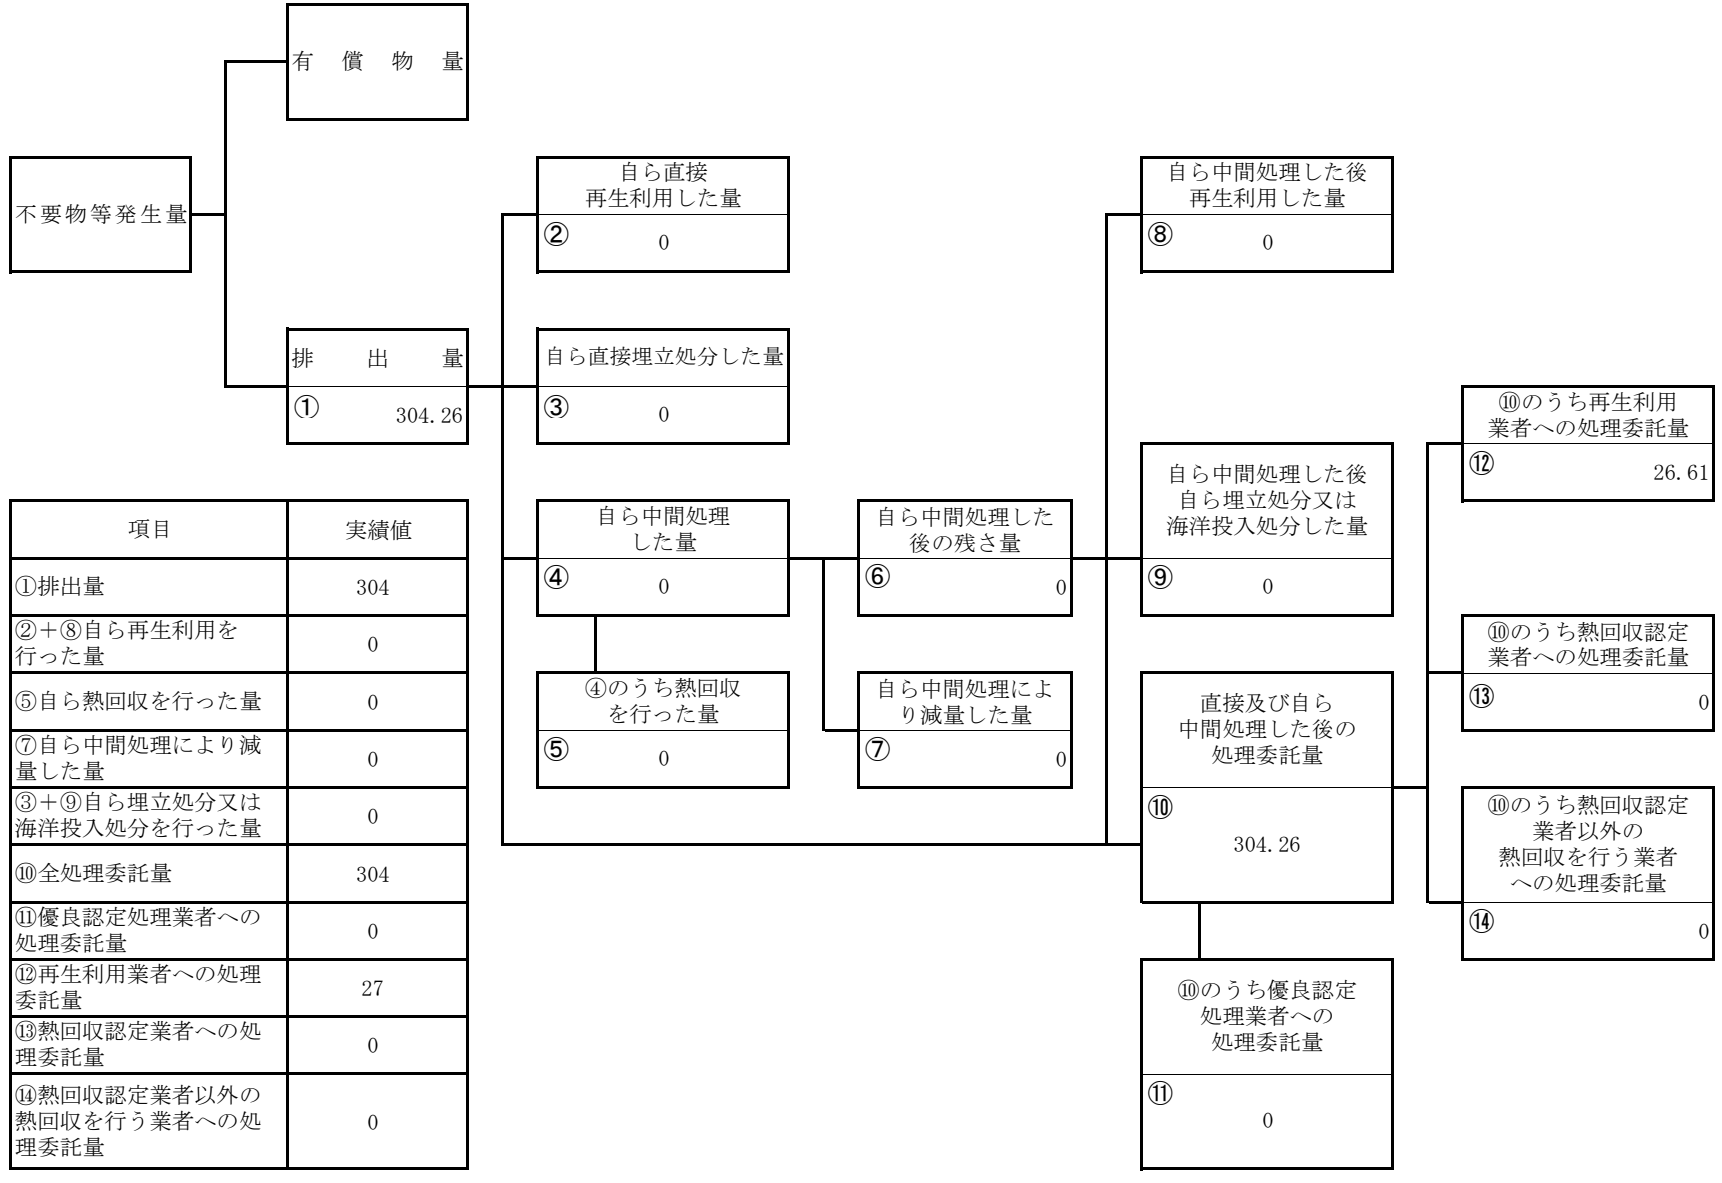 有償物量
不要物等発生量
排出量
①
304.26
自ら直接
再生利用した量
②
0
自ら直接埋立処分した量
③
0
自ら中間処理
した量
④
0
④のうち熱回収
を行った量
⑤
0
自ら中間処理した
後の残さ量
⑥
0
自ら中間処理によ
り減量した量
⑦
0
自ら中間処理した後
再生利用した量
⑧
0
自ら中間処理した後
自ら埋立処分又は
海洋投入処分した量
⑨
0
直接及び自ら
中間処理した後の
処理委託量
⑩
304.26
⑩のうち優良認定
処理業者への
処理委託量
⑪
0
⑩のうち再生利用
業者への処理委託量
⑫
26.61
⑩のうち熱回収認定
業者への処理委託量
⑬
0
⑩のうち熱回収認定
業者以外の
熱回収を行う業者
への処理委託量
⑭
0
項目 実績値
①排出量 304
②＋⑧自ら再生利用を
行った量
0
⑤自ら熱回収を行った量 0
⑦自ら中間処理により減
量した量
0
③＋⑨自ら埋立処分又は
海洋投入処分を行った量
0
⑩全処理委託量 304
⑪優良認定処理業者への
処理委託量
0
⑫再生利用業者への処理
委託量
27
⑬熱回収認定業者への処
理委託量
0
⑭熱回収認定業者以外の
熱回収を行う業者への処
理委託量
0